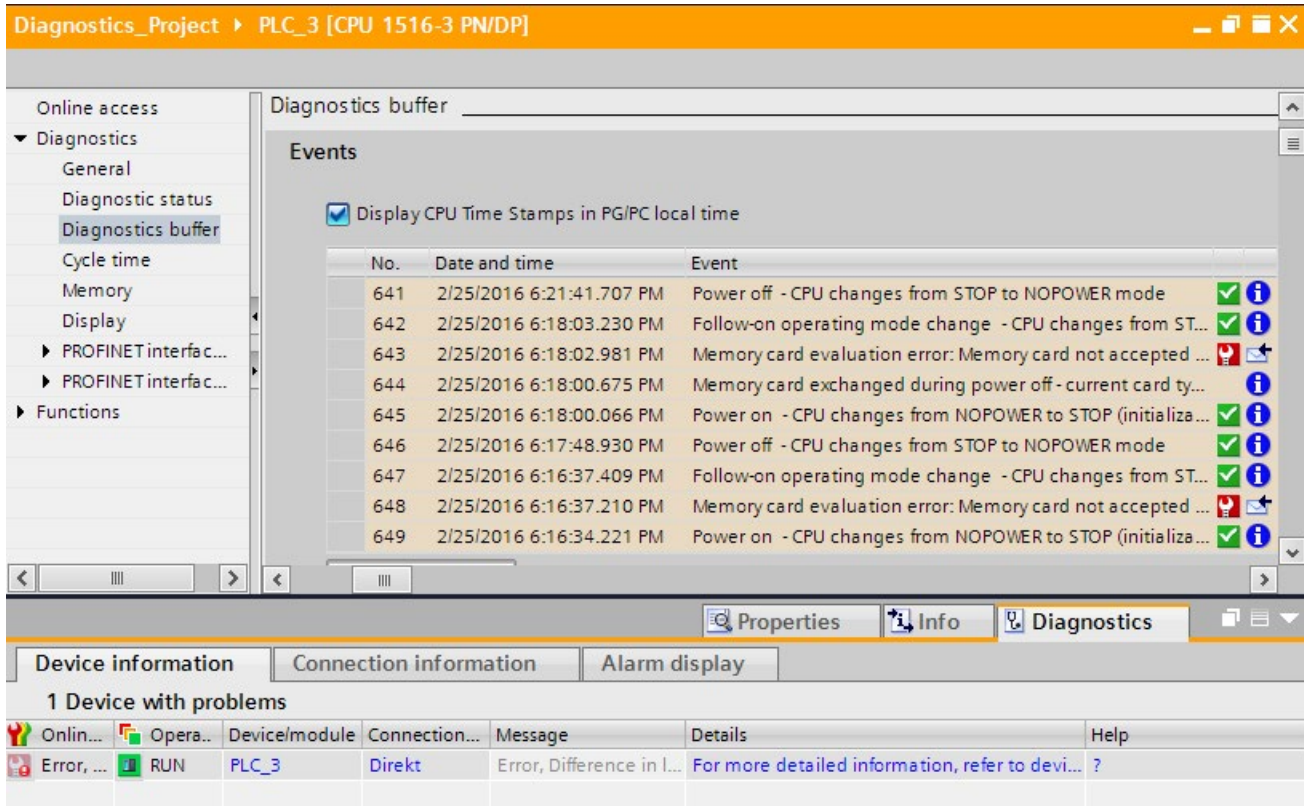 Diagnostics_Project ▸ PLC_3 [CPU 1516-3 PN/DP]
Online access
Diagnostics
General
Diagnostic status
Diagnostics buffer
Cycle time
Memory
Display
PROFINET interfac...
PROFINET interfac...
Functions
Diagnostics buffer
Events
Display CPU Time Stamps in PG/PC local time
No. Date and time Event
641 2/25/2016 6:21:41.707 PM Power off - CPU changes from STOP to NOPOWER mode
642 2/25/2016 6:18:03.230 PM Follow-on operating mode change - CPU changes from ST...
643 2/25/2016 6:18:02.981 PM Memory card evaluation error: Memory card not accepted ...
644 2/25/2016 6:18:00.675 PM Memory card exchanged during power off - current card ty...
645 2/25/2016 6:18:00.066 PM Power on - CPU changes from NOPOWER to STOP (initializa...
646 2/25/2016 6:17:48.930 PM Power off - CPU changes from STOP to NOPOWER mode
647 2/25/2016 6:16:37.409 PM Follow-on operating mode change - CPU changes from ST...
648 2/25/2016 6:16:37.210 PM Memory card evaluation error: Memory card not accepted ...
649 2/25/2016 6:16:34.221 PM Power on - CPU changes from NOPOWER to STOP (initializa...
Properties Info Diagnostics
Device information Connection information Alarm display
1 Device with problems
Onlin... Opera.. Device/module Connection... Message Details Help
Error, ... RUN PLC_3 Direkt Error, Difference in l... For more detailed information, refer to devi... ?